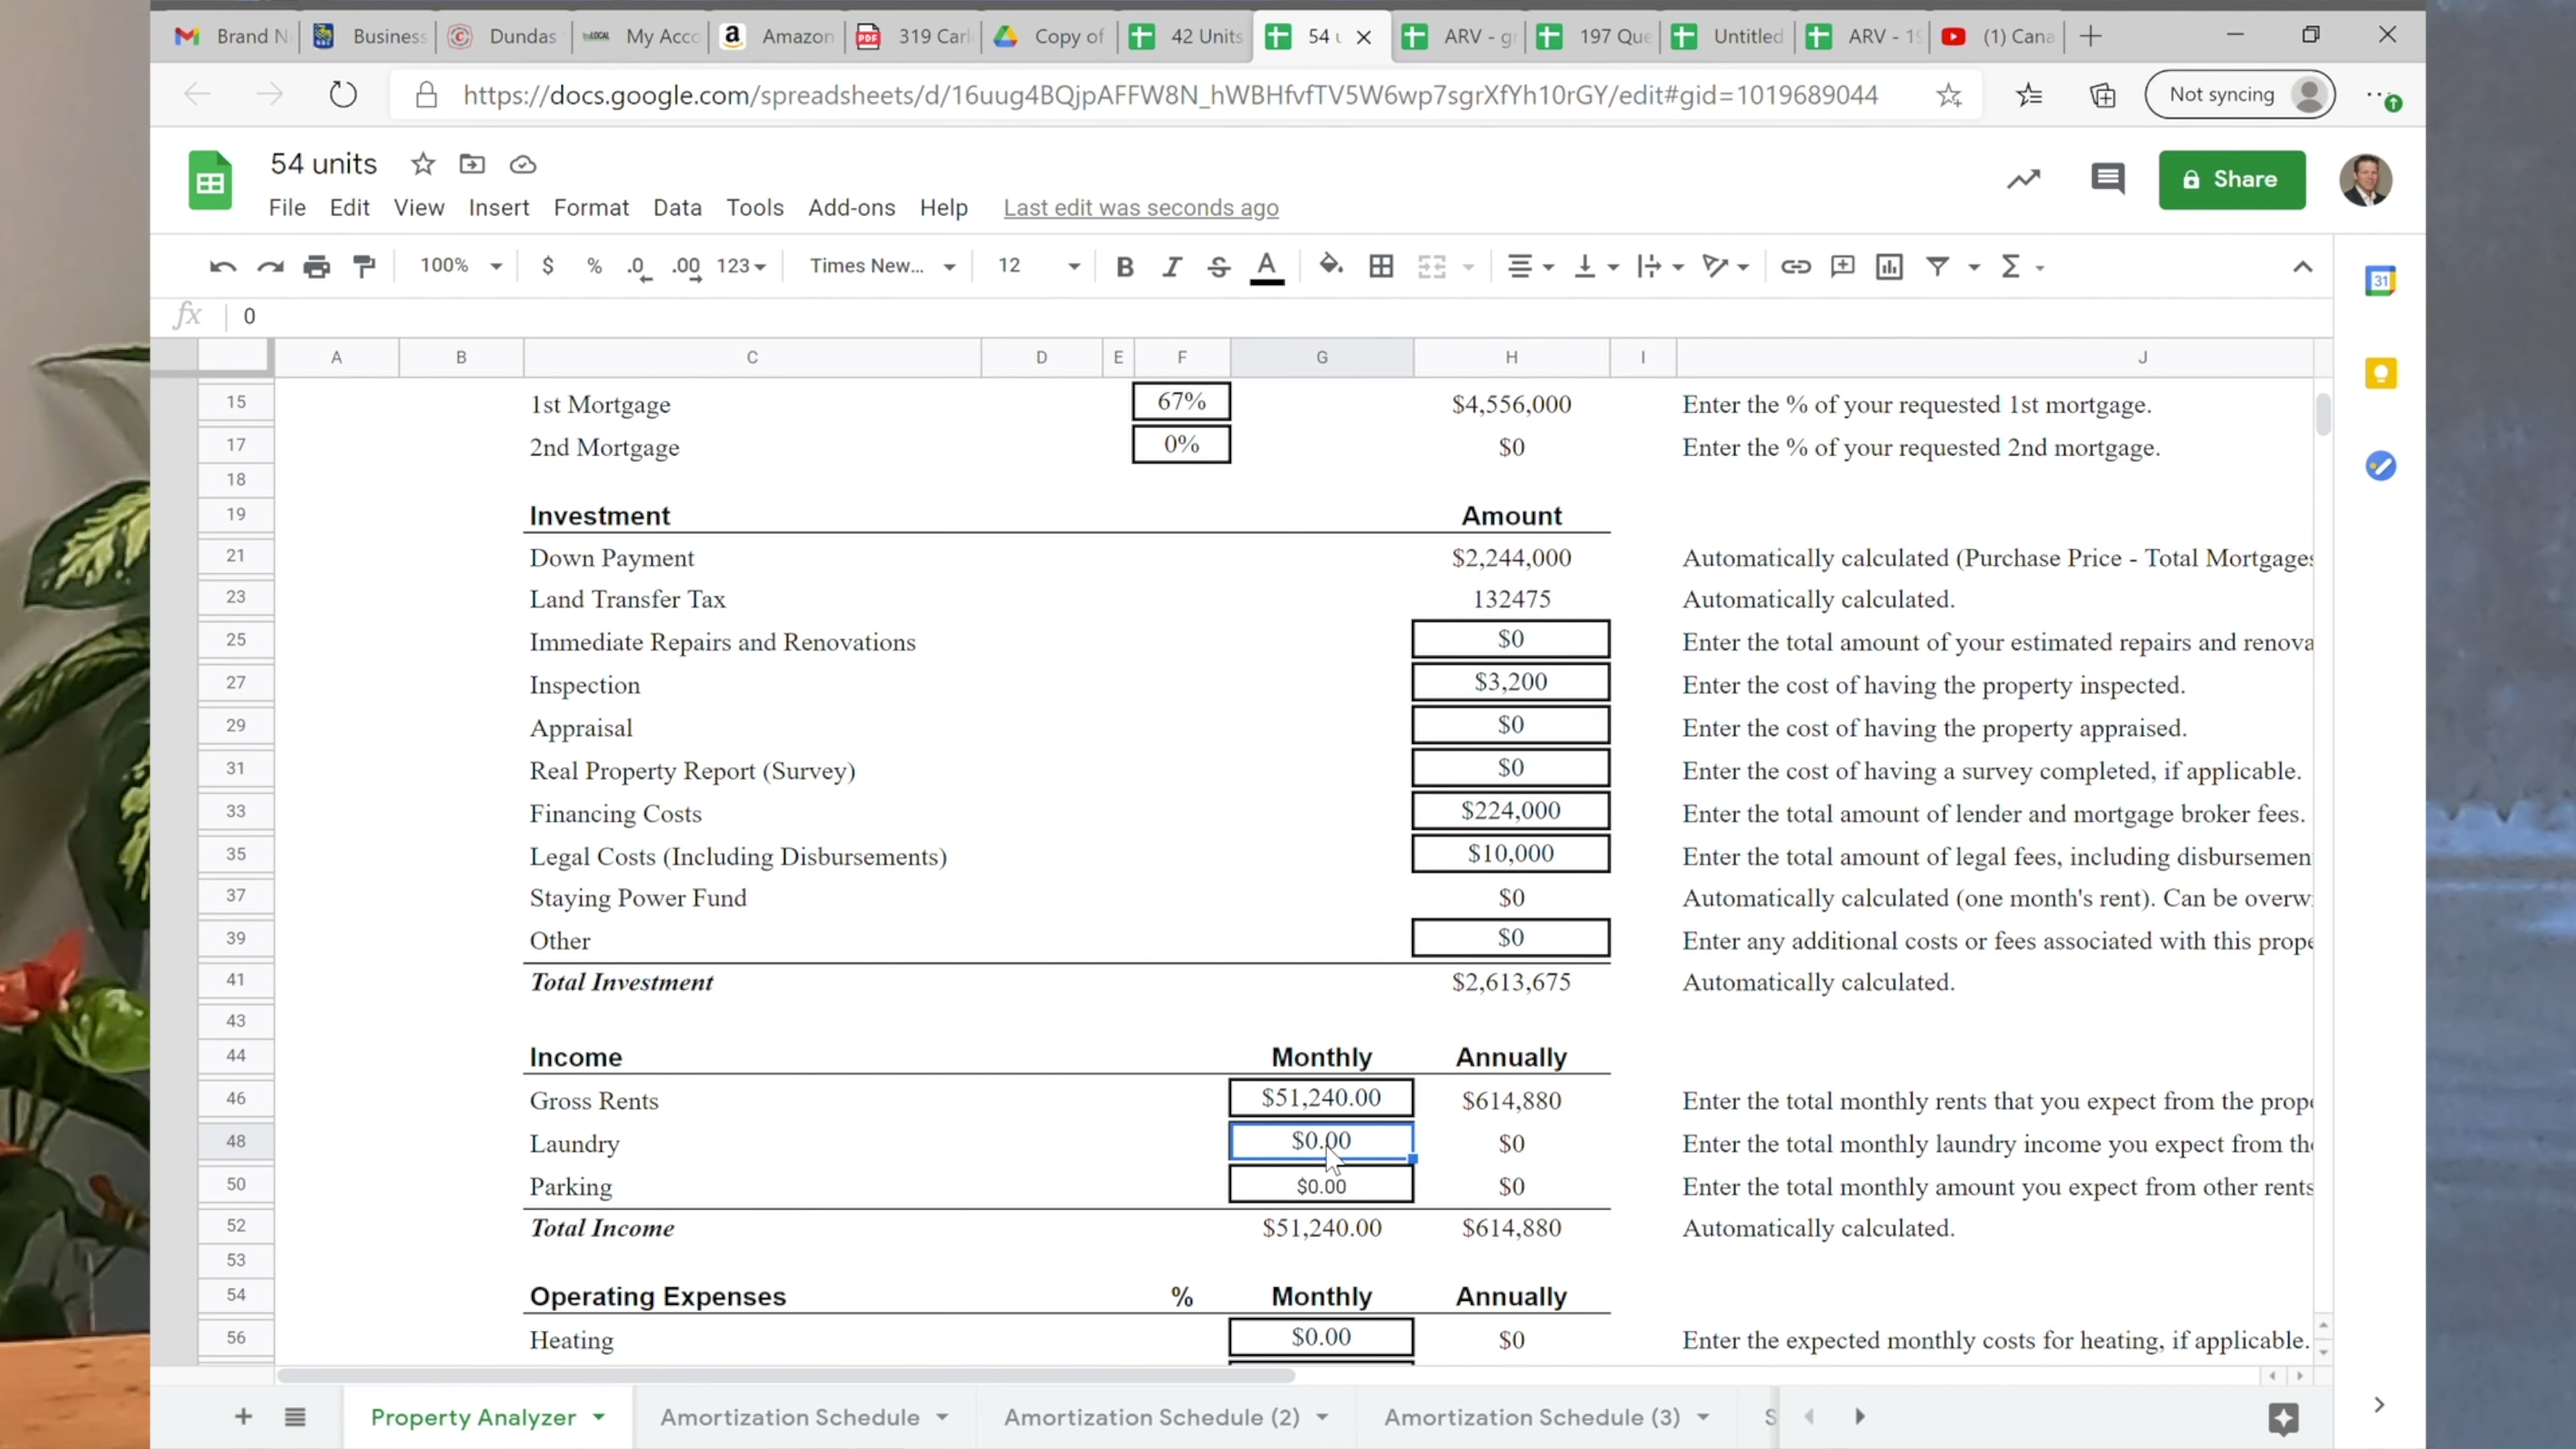 Brand N Business Dundas LOCAL My Acco Amazon PDF 319 Carl Copy of 42 Units 54 u ARV - g 197 Que Untitled ARV - 19 (1) Cana
https://docs.google.com/spreadsheets/d/16uug4BQjpAFFW8N_hWBHfvfTV5W6wp7sgrXfYh10rGY/edit#gid=1019689044 Not syncing
54 units Share
File Edit View Insert Format Data Tools Add-ons Help Last edit was seconds ago
100% $ % .0 .00 123 Times New... 12 B I S A Σ 31
fx 0
A B C D E F G H I J
15 1st Mortgage 67% $4,556,000 Enter the % of your requested 1st mortgage.
17 2nd Mortgage 0% $0 Enter the % of your requested 2nd mortgage.
18
19 Investment Amount
21 Down Payment $2,244,000 Automatically calculated (Purchase Price - Total Mortgages
23 Land Transfer Tax 132475 Automatically calculated.
25 Immediate Repairs and Renovations $0 Enter the total amount of your estimated repairs and renova
27 Inspection $3,200 Enter the cost of having the property inspected.
29 Appraisal $0 Enter the cost of having the property appraised.
31 Real Property Report (Survey) $0 Enter the cost of having a survey completed, if applicable.
33 Financing Costs $224,000 Enter the total amount of lender and mortgage broker fees.
35 Legal Costs (Including Disbursements) $10,000 Enter the total amount of legal fees, including disbursemen
37 Staying Power Fund $0 Automatically calculated (one month's rent). Can be overw
39 Other $0 Enter any additional costs or fees associated with this prope
41 Total Investment $2,613,675 Automatically calculated.
43
44 Income Monthly Annually
46 Gross Rents $51,240.00 $614,880 Enter the total monthly rents that you expect from the prope
48 Laundry $0.00 $0 Enter the total monthly laundry income you expect from the
50 Parking $0.00 $0 Enter the total monthly amount you expect from other rents
52 Total Income $51,240.00 $614,880 Automatically calculated.
53
54 Operating Expenses % Monthly Annually
56 Heating $0.00 $0 Enter the expected monthly costs for heating, if applicable.
Property Analyzer Amortization Schedule Amortization Schedule (2) Amortization Schedule (3) S